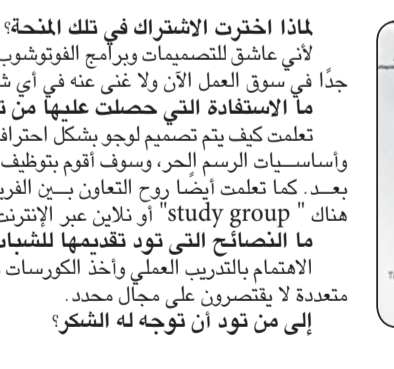 لماذا اخترت الاشتراك في تلك المنحة؟
لأني عاشق للتصميمات وبرامج الفوتوشوب
جدًا في سوق العمل الآن ولا غنى عنه في أي
ما الاستفادة التي حصلت عليها من
تعلمت كيف يتم تصميم لوجو بشكل
وأساسيات الرسم الحر، وسوف أقوم بتوظيف
بعد. كما تعلمت أيضًا روح التعاون بين
هناك " study group" أو نلاين عبر الإنترنت
ما النصائح التى تود تقديمها للشباب
الاهتمام بالتدريب العملي وأخذ الكورسات
متعددة لا يقتصرون على مجال محدد.
إلى من تود أن توجه له الشكر؟